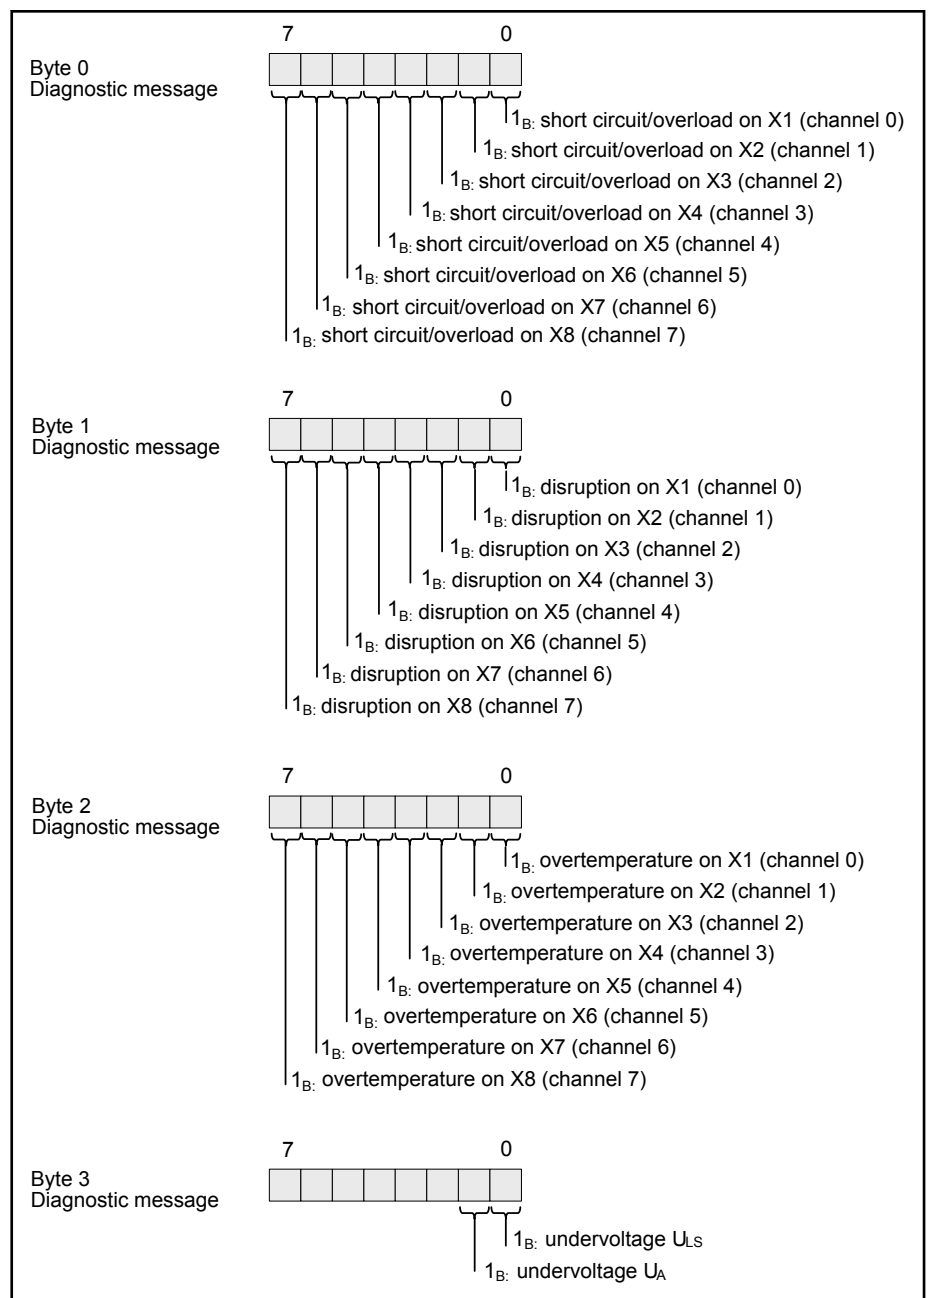 7 0
Byte 0
Diagnostic message
1B: short circuit/overload on X1 (channel 0)
1B: short circuit/overload on X2 (channel 1)
1B: short circuit/overload on X3 (channel 2)
1B: short circuit/overload on X4 (channel 3)
1B: short circuit/overload on X5 (channel 4)
1B: short circuit/overload on X6 (channel 5)
1B: short circuit/overload on X7 (channel 6)
1B: short circuit/overload on X8 (channel 7)
7 0
Byte 1
Diagnostic message
1B: disruption on X1 (channel 0)
1B: disruption on X2 (channel 1)
1B: disruption on X3 (channel 2)
1B: disruption on X4 (channel 3)
1B: disruption on X5 (channel 4)
1B: disruption on X6 (channel 5)
1B: disruption on X7 (channel 6)
1B: disruption on X8 (channel 7)
7 0
Byte 2
Diagnostic message
1B: overtemperature on X1 (channel 0)
1B: overtemperature on X2 (channel 1)
1B: overtemperature on X3 (channel 2)
1B: overtemperature on X4 (channel 3)
1B: overtemperature on X5 (channel 4)
1B: overtemperature on X6 (channel 5)
1B: overtemperature on X7 (channel 6)
1B: overtemperature on X8 (channel 7)
7 0
Byte 3
Diagnostic message
1B: undervoltage ULS
1B: undervoltage UA